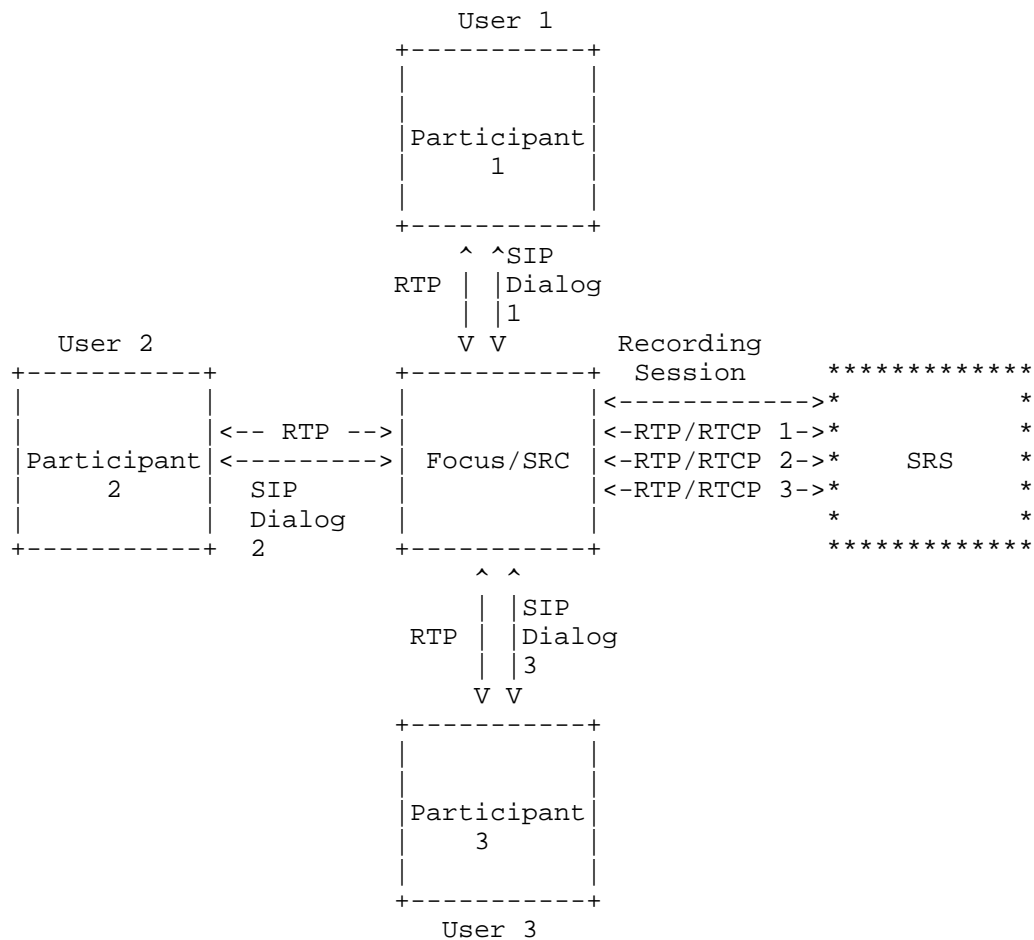 User 1
Participant
1
^ ^SIP
RTP | |Dialog
| |1
V V
User 2
Recording
Session
<------------>
<-- RTP -->
<-RTP/RTCP 1->
Participant
<--------->
Focus/SRC
<-RTP/RTCP 2->
SRS
2
SIP
<-RTP/RTCP 3->
Dialog
2
^ ^
| |SIP
RTP | |Dialog
| |3
V V
Participant
3
User 3